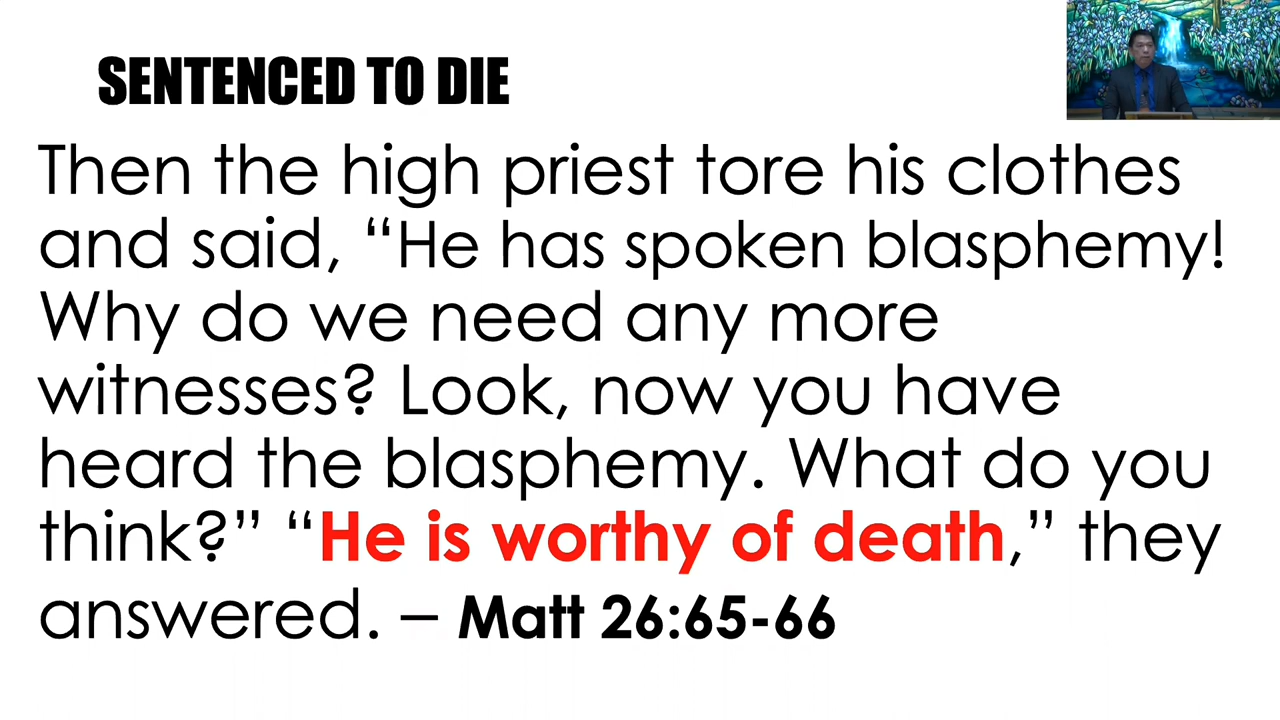 SENTENCED TO DIE
Then the high priest tore his clothes
and said, “He has spoken blasphemy!
Why do we need any more
witnesses? Look, now you have
heard the blasphemy. What do you
think?” “He is worthy of death,” they
answered. – Matt 26:65-66